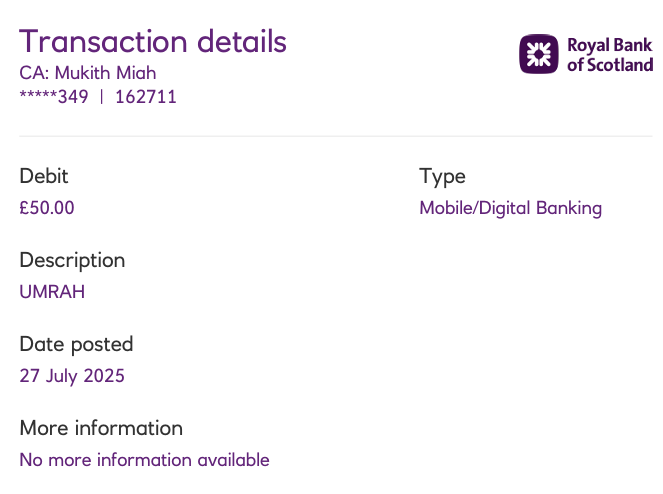 Transaction details
CA: Mukith Miah
*****349 | 162711
Royal Bank
of Scotland
Debit
£50.00
Type
Mobile/Digital Banking
Description
UMRAH
Date posted
27 July 2025
More information
No more information available